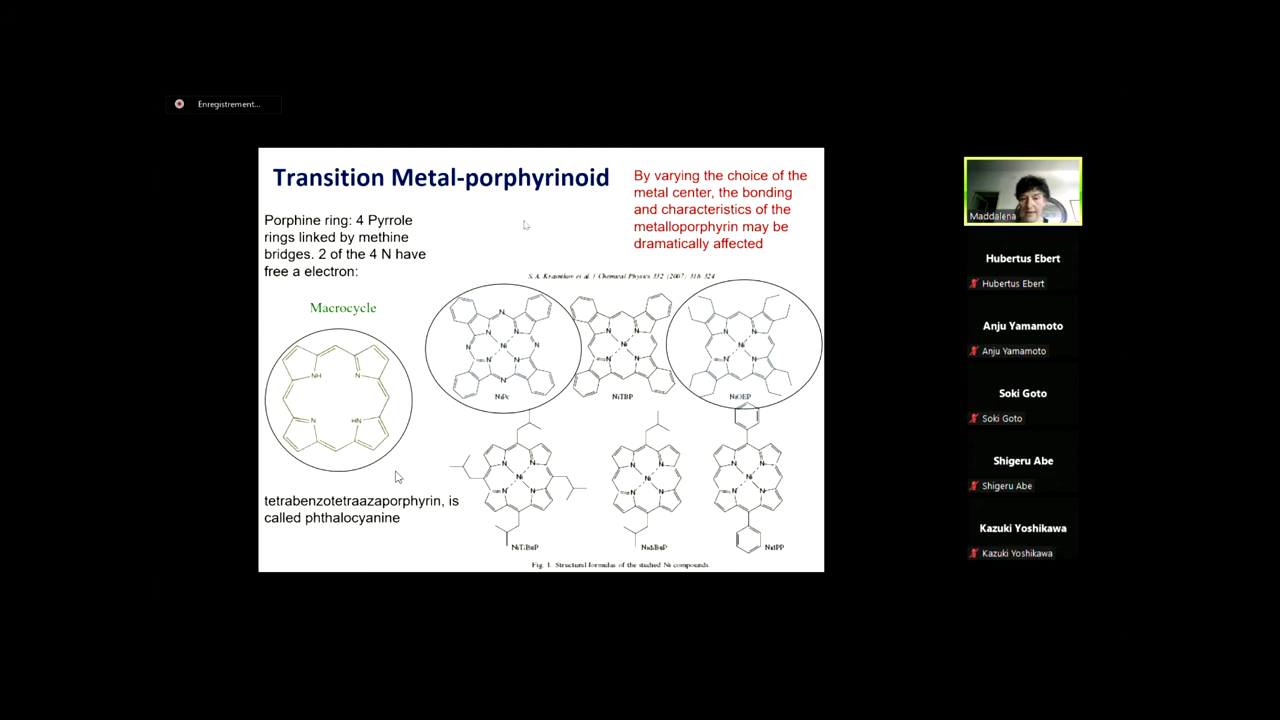 Enregistrement...
Transition Metal-porphyrinoid
By varying the choice of the
metal center, the bonding
and characteristics of the
metalloporphyrin may be
dramatically affected
Porphine ring: 4 Pyrrole
rings linked by methine
bridges. 2 of the 4 N have
free a electron:
Macrocycle
NH
N
N
HN
tetrabenzotetraazaporphyrin, is
called phthalocyanine
S.A. Krasnikov et al. / Chemical Physics 332 (2007) 318-324
NiPc
NiTBP
NiOEP
Fig. 1. Structural formulas of the studied Ni compounds.
Maddalena
Hubertus Ebert
Hubertus Ebert
Anju Yamamoto
Anju Yamamoto
Soki Goto
Soki Goto
Shigeru Abe
Shigeru Abe
Kazuki Yoshikawa
Kazuki Yoshikawa